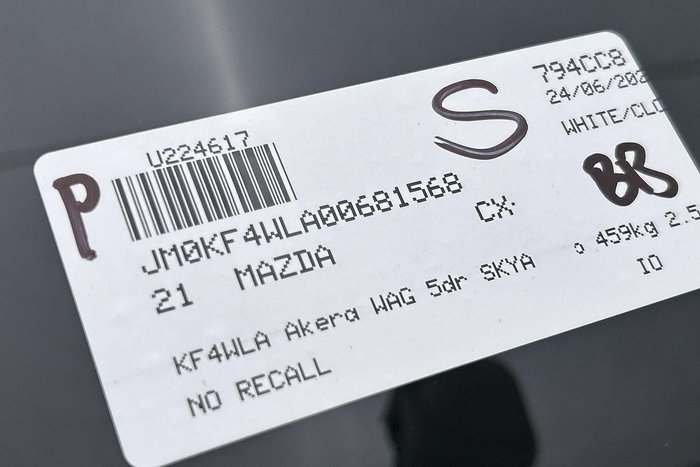 794CC8
24/06/202
S
U224617
WHITE/CLO
P
BB
JM0KF4WLA00681568
21 MAZDA CX-
459kg 2.5
KF4WLA Akera WAG 5dr SKYA IO
NO RECALL